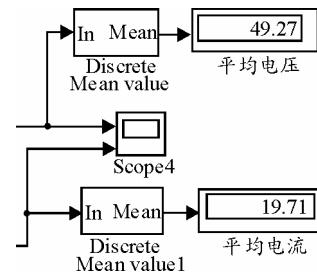 In Mean
49.27
Discrete
Mean value
平均电压
Scope4
In Mean
19.71
Discrete
Mean value1
平均电流